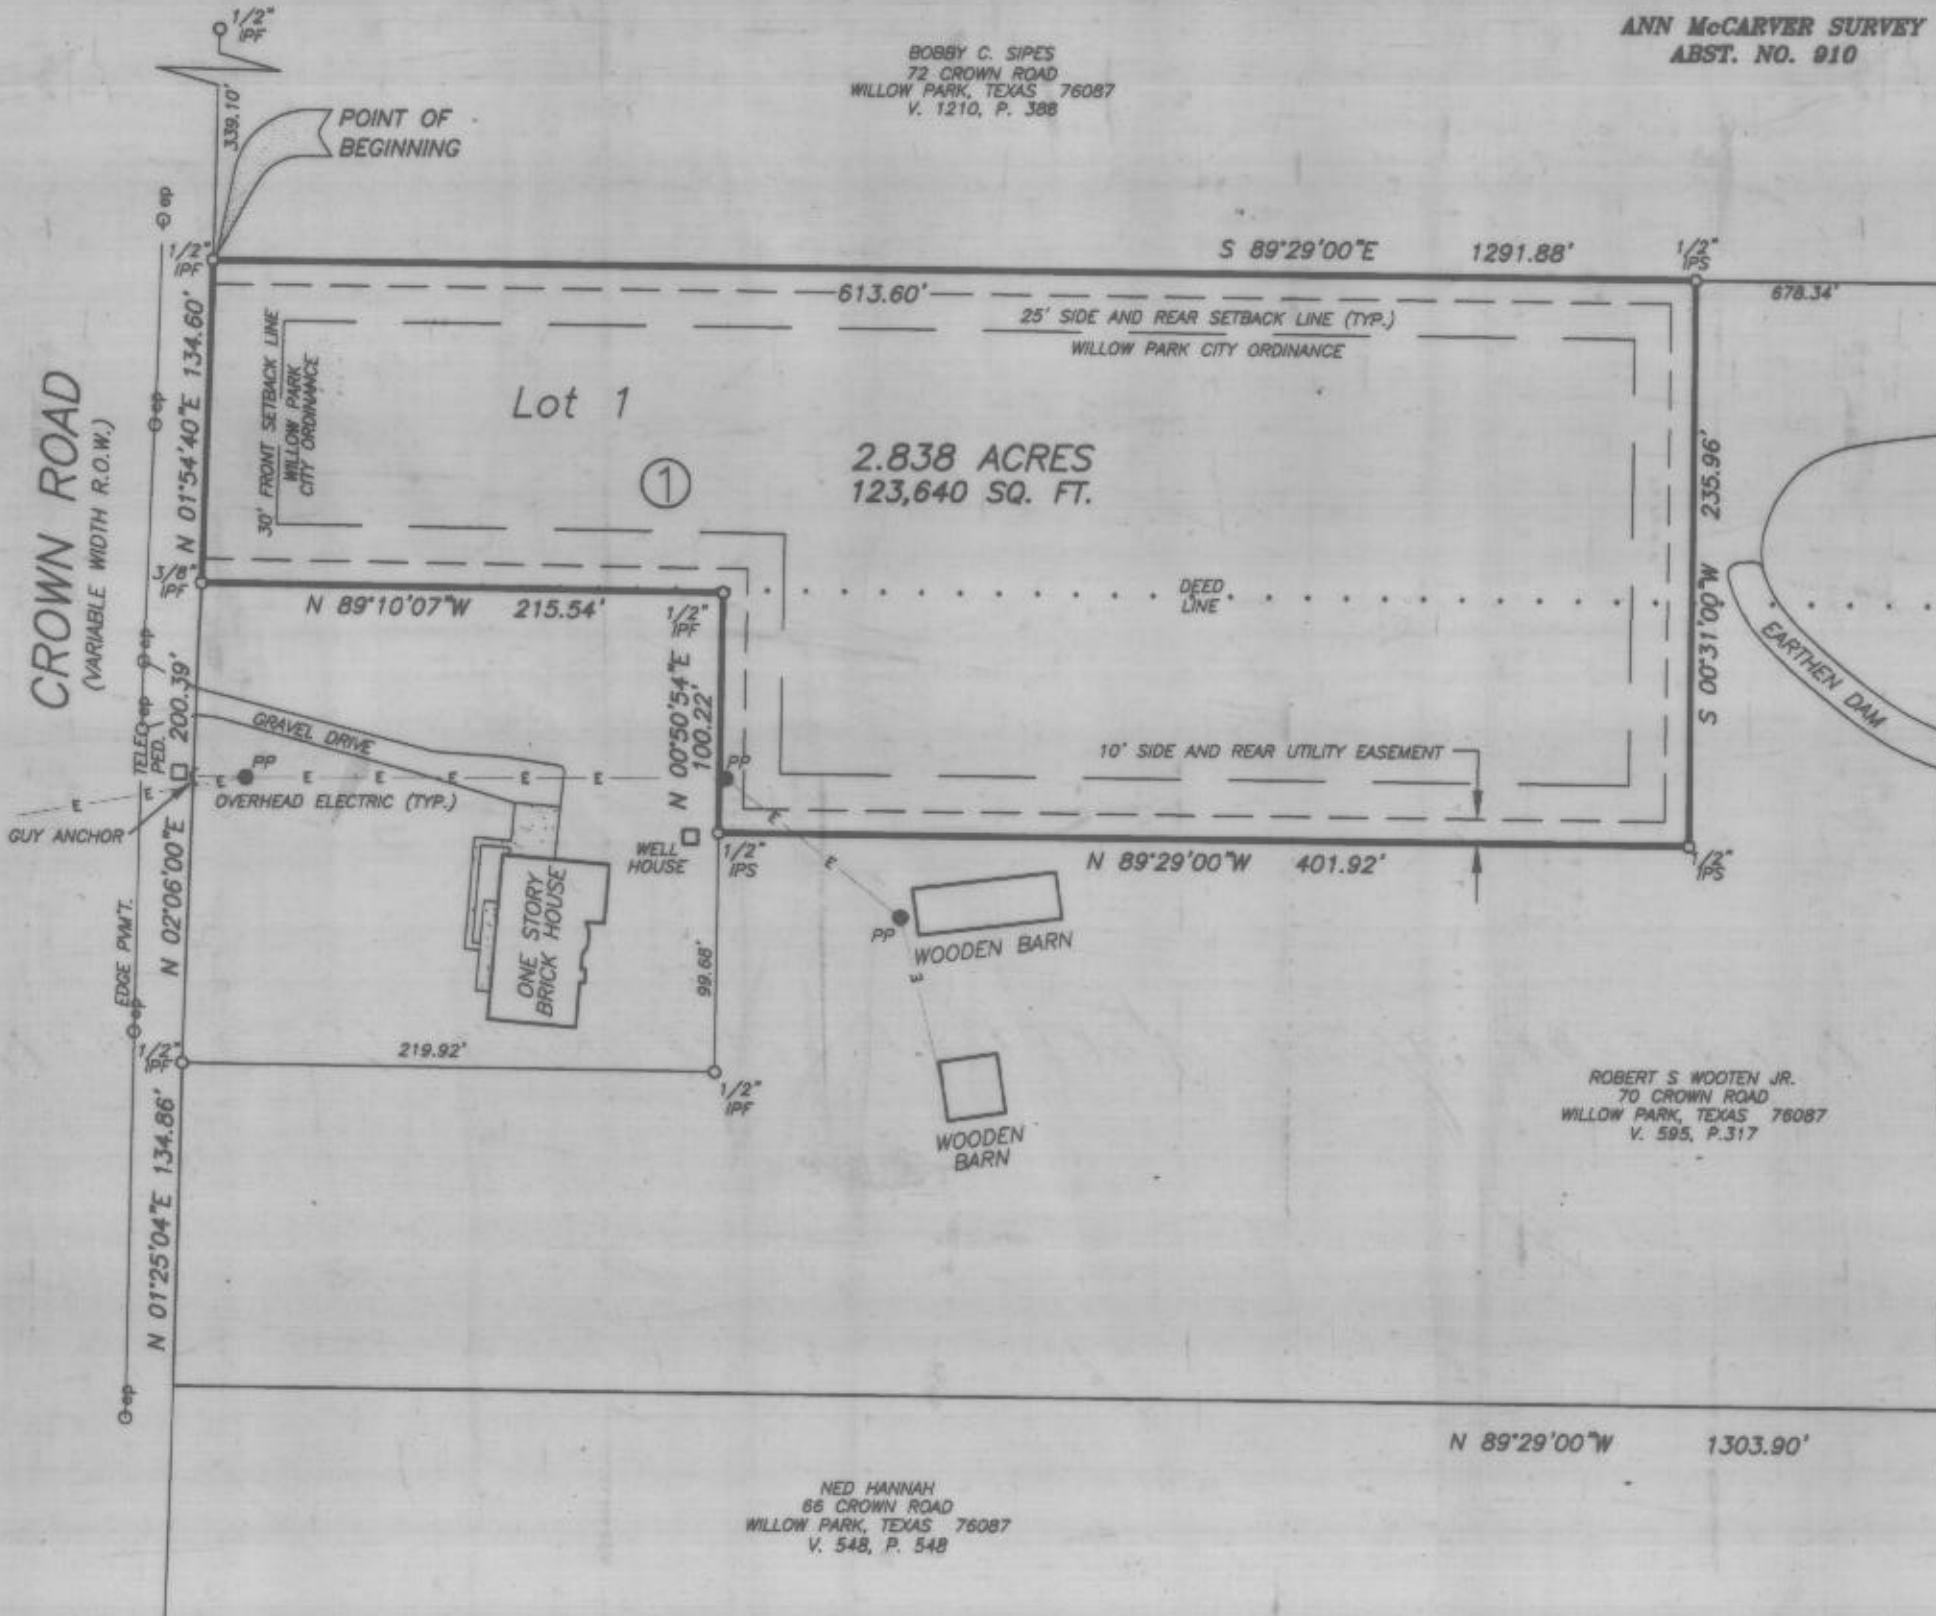 1/2"
IPF
ANN McCARVER SURVEY
ABST. NO. 910
BOBBY C. SIPES
72 CROWN ROAD
WILLOW PARK, TEXAS 76087
V. 1210, P. 388
339.10'
POINT OF
BEGINNING
ep
1/2"
IPF
S 89°29'00"E 1291.88'
1/2"
IPS
613.60'
678.34'
25' SIDE AND REAR SETBACK LINE (TYP.)
WILLOW PARK CITY ORDINANCE
N 01°54'40"E 134.60'
30' FRONT SETBACK LINE
WILLOW PARK
CITY ORDINANCE
ep
Lot 1
1
2.838 ACRES
123,640 SQ. FT.
CROWN ROAD
(VARIABLE WIDTH R.O.W.)
S 00°31'00"W 235.96'
3/8"
IPF
N 89°10'07"W 215.54'
1/2"
IPF
DEED
LINE
EARTHEN DAM
ep
ep
TELE
PED.
N 02°06'00"E 200.39'
GRAVEL DRIVE
N 00°50'54"E
100.22'
10' SIDE AND REAR UTILITY EASEMENT
PP
E E E E E
PP
E E E
OVERHEAD ELECTRIC (TYP.)
GUY ANCHOR
E
WELL
HOUSE
1/2"
IPS
E
N 89°29'00"W 401.92'
1/2"
IPS
ONE STORY
BRICK HOUSE
PP
WOODEN BARN
E
EDGE PVMT.
99.68'
ep
1/2"
IPF
219.92'
1/2"
IPF
WOODEN
BARN
ROBERT S WOOTEN JR.
70 CROWN ROAD
WILLOW PARK, TEXAS 76087
V. 595, P.317
N 01°25'04"E 134.86'
ep
N 89°29'00"W 1303.90'
NED HANNAH
66 CROWN ROAD
WILLOW PARK, TEXAS 76087
V. 548, P. 548